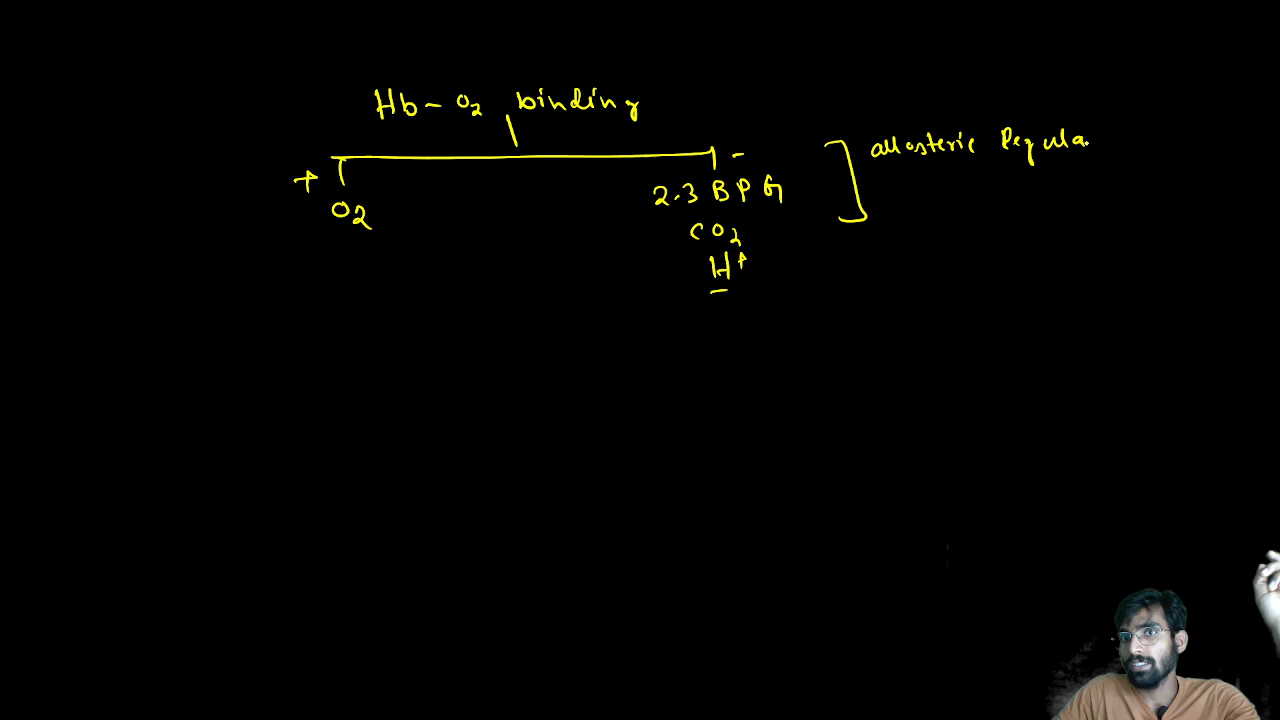 Hb - O2 binding
+ -
O2
2.3 BPG
CO2
H+
allosteric Regula